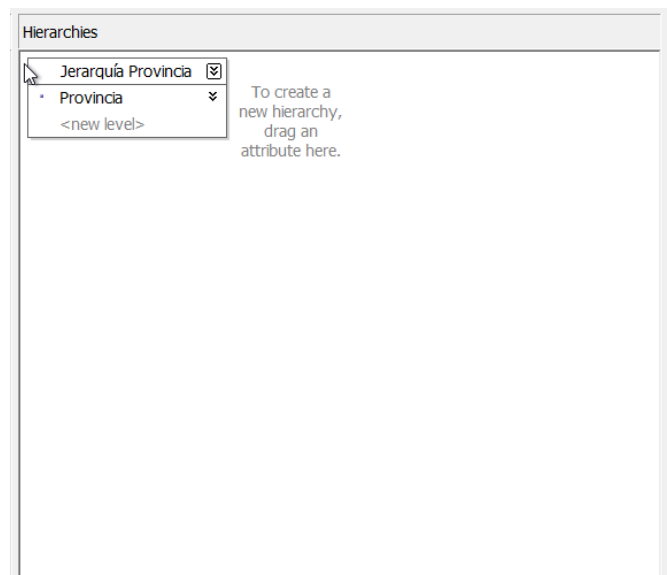 Hierarchies
Jerarquía Provincia
Provincia
<new level>
To create a
new hierarchy,
drag an
attribute here.